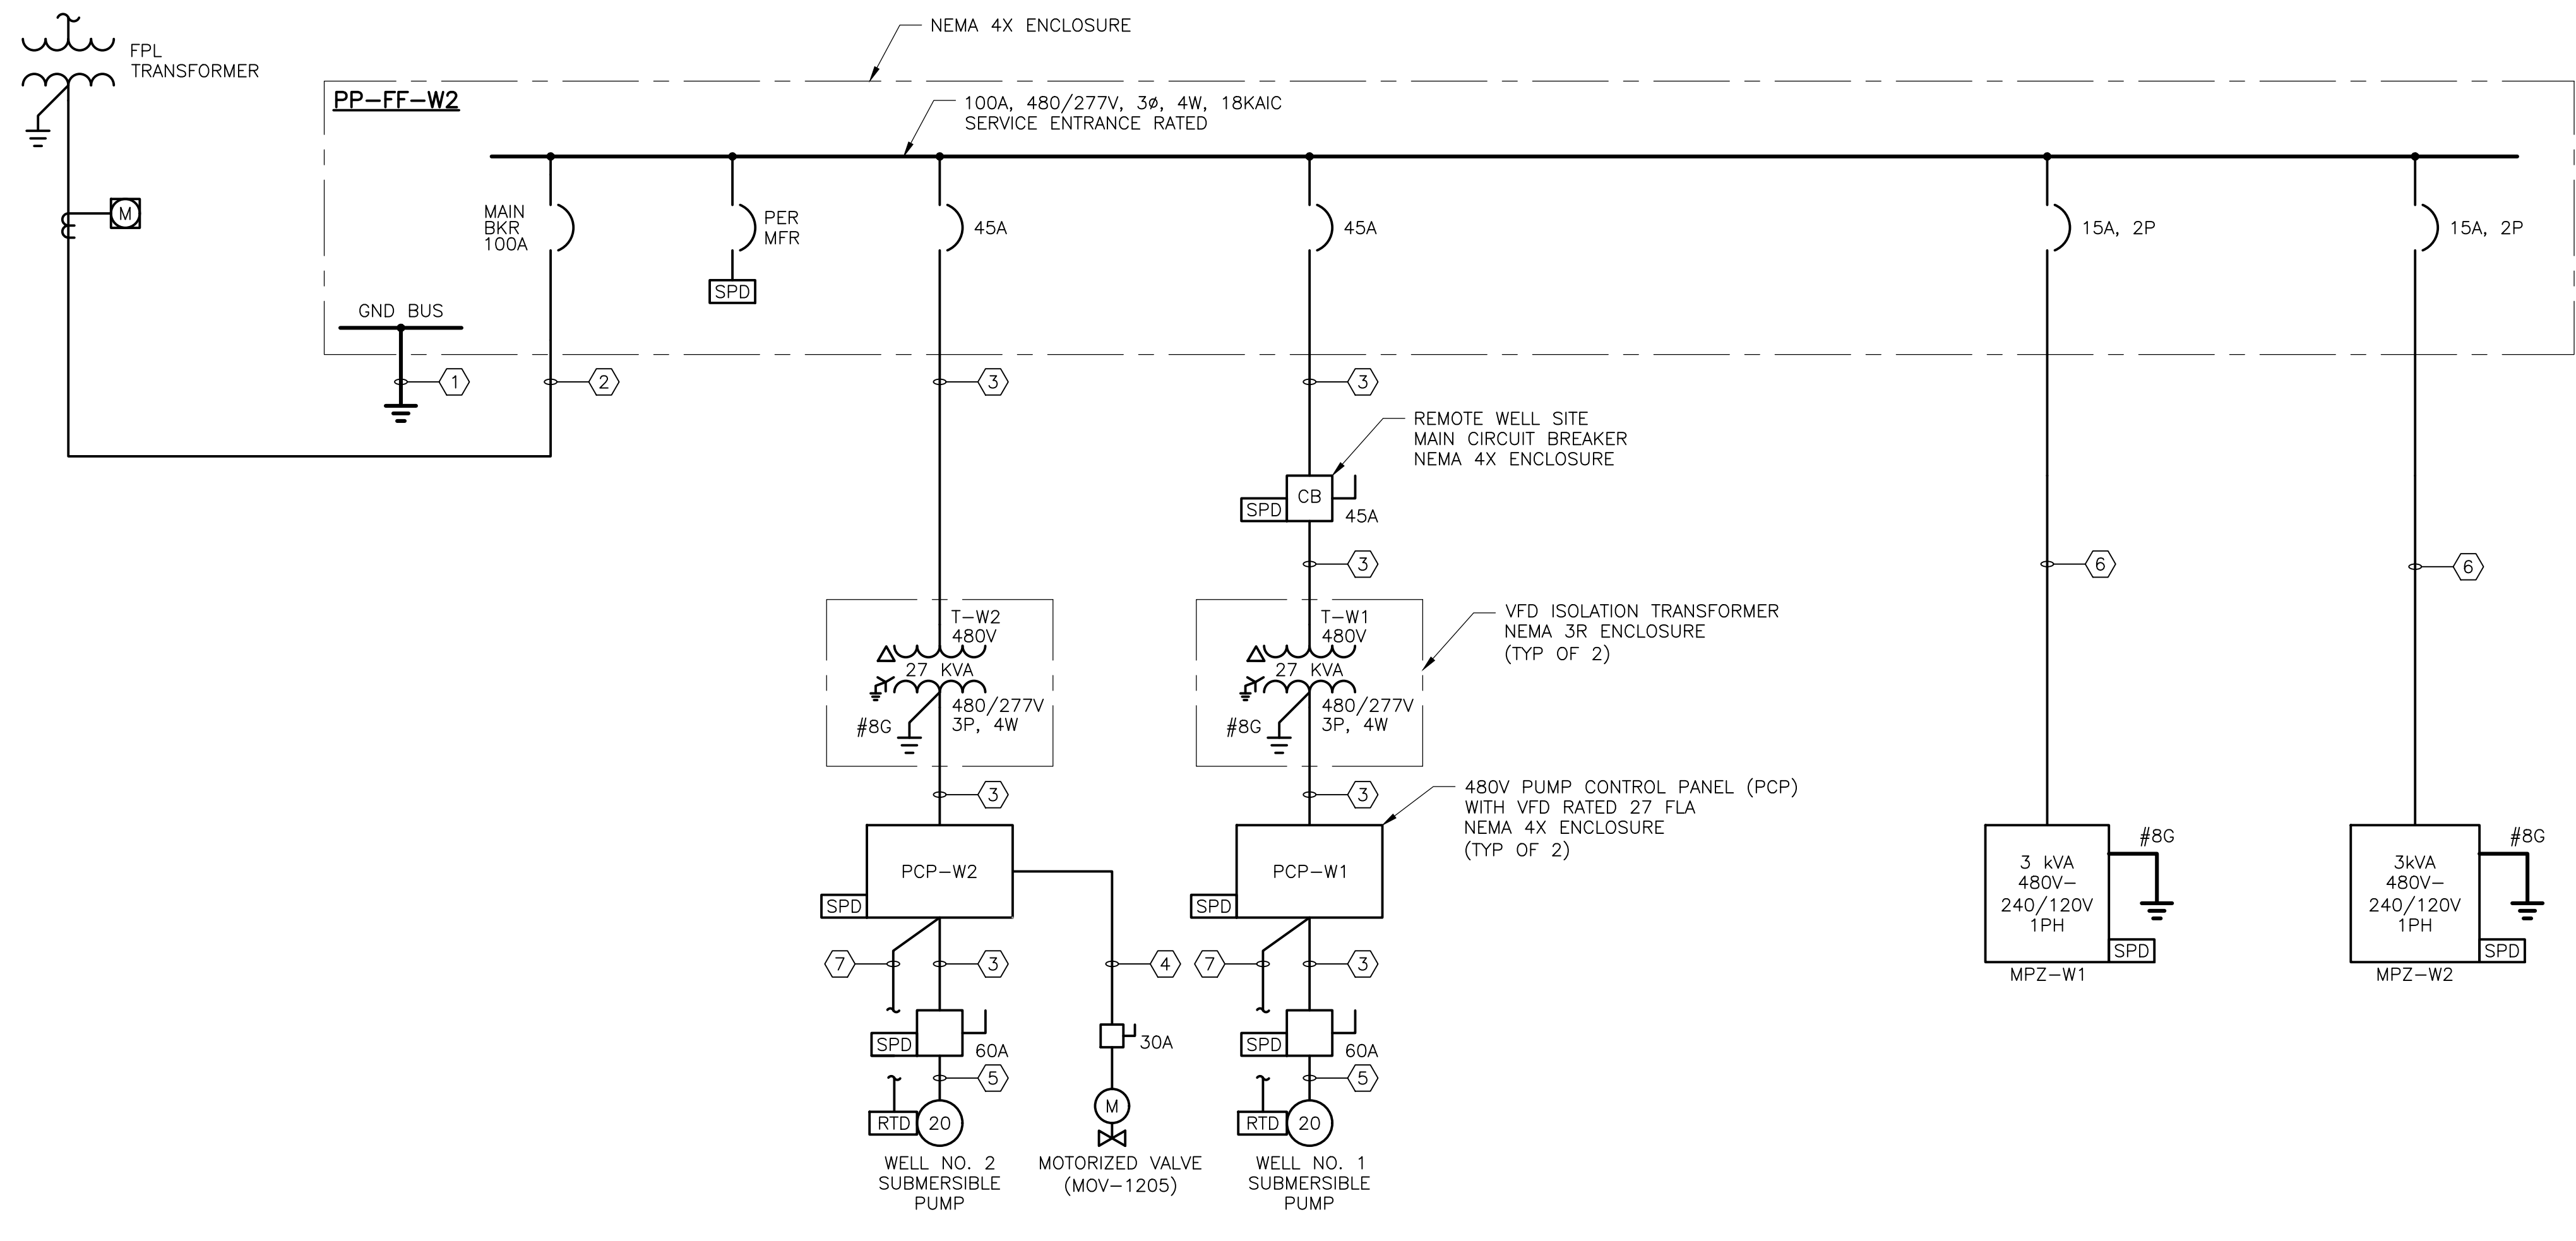 NEMA 4X ENCLOSURE
FPL
TRANSFORMER
PP-FF-W2
100A, 480/277V, 3ø, 4W, 18KAIC
SERVICE ENTRANCE RATED
M
MAIN
BKR
100A
PER
MFR
45A
45A
15A, 2P
15A, 2P
SPD
GND BUS
1
2
3
3
REMOTE WELL SITE
MAIN CIRCUIT BREAKER
NEMA 4X ENCLOSURE
CB
SPD
45A
3
6
6
T-W2
480V
27 KVA
480/277V
3P, 4W
#8G
T-W1
480V
27 KVA
480/277V
3P, 4W
#8G
VFD ISOLATION TRANSFORMER
NEMA 3R ENCLOSURE
(TYP OF 2)
3
3
480V PUMP CONTROL PANEL (PCP)
WITH VFD RATED 27 FLA
NEMA 4X ENCLOSURE
(TYP OF 2)
PCP-W2
SPD
PCP-W1
SPD
3 kVA
480V-
240/120V
1PH
#8G
SPD
MPZ-W1
3kVA
480V-
240/120V
1PH
#8G
SPD
MPZ-W2
7
3
4
7
3
SPD
60A
30A
SPD
60A
5
5
RTD
20
M
RTD
20
WELL NO. 2
SUBMERSIBLE
PUMP
MOTORIZED VALVE
(MOV-1205)
WELL NO. 1
SUBMERSIBLE
PUMP